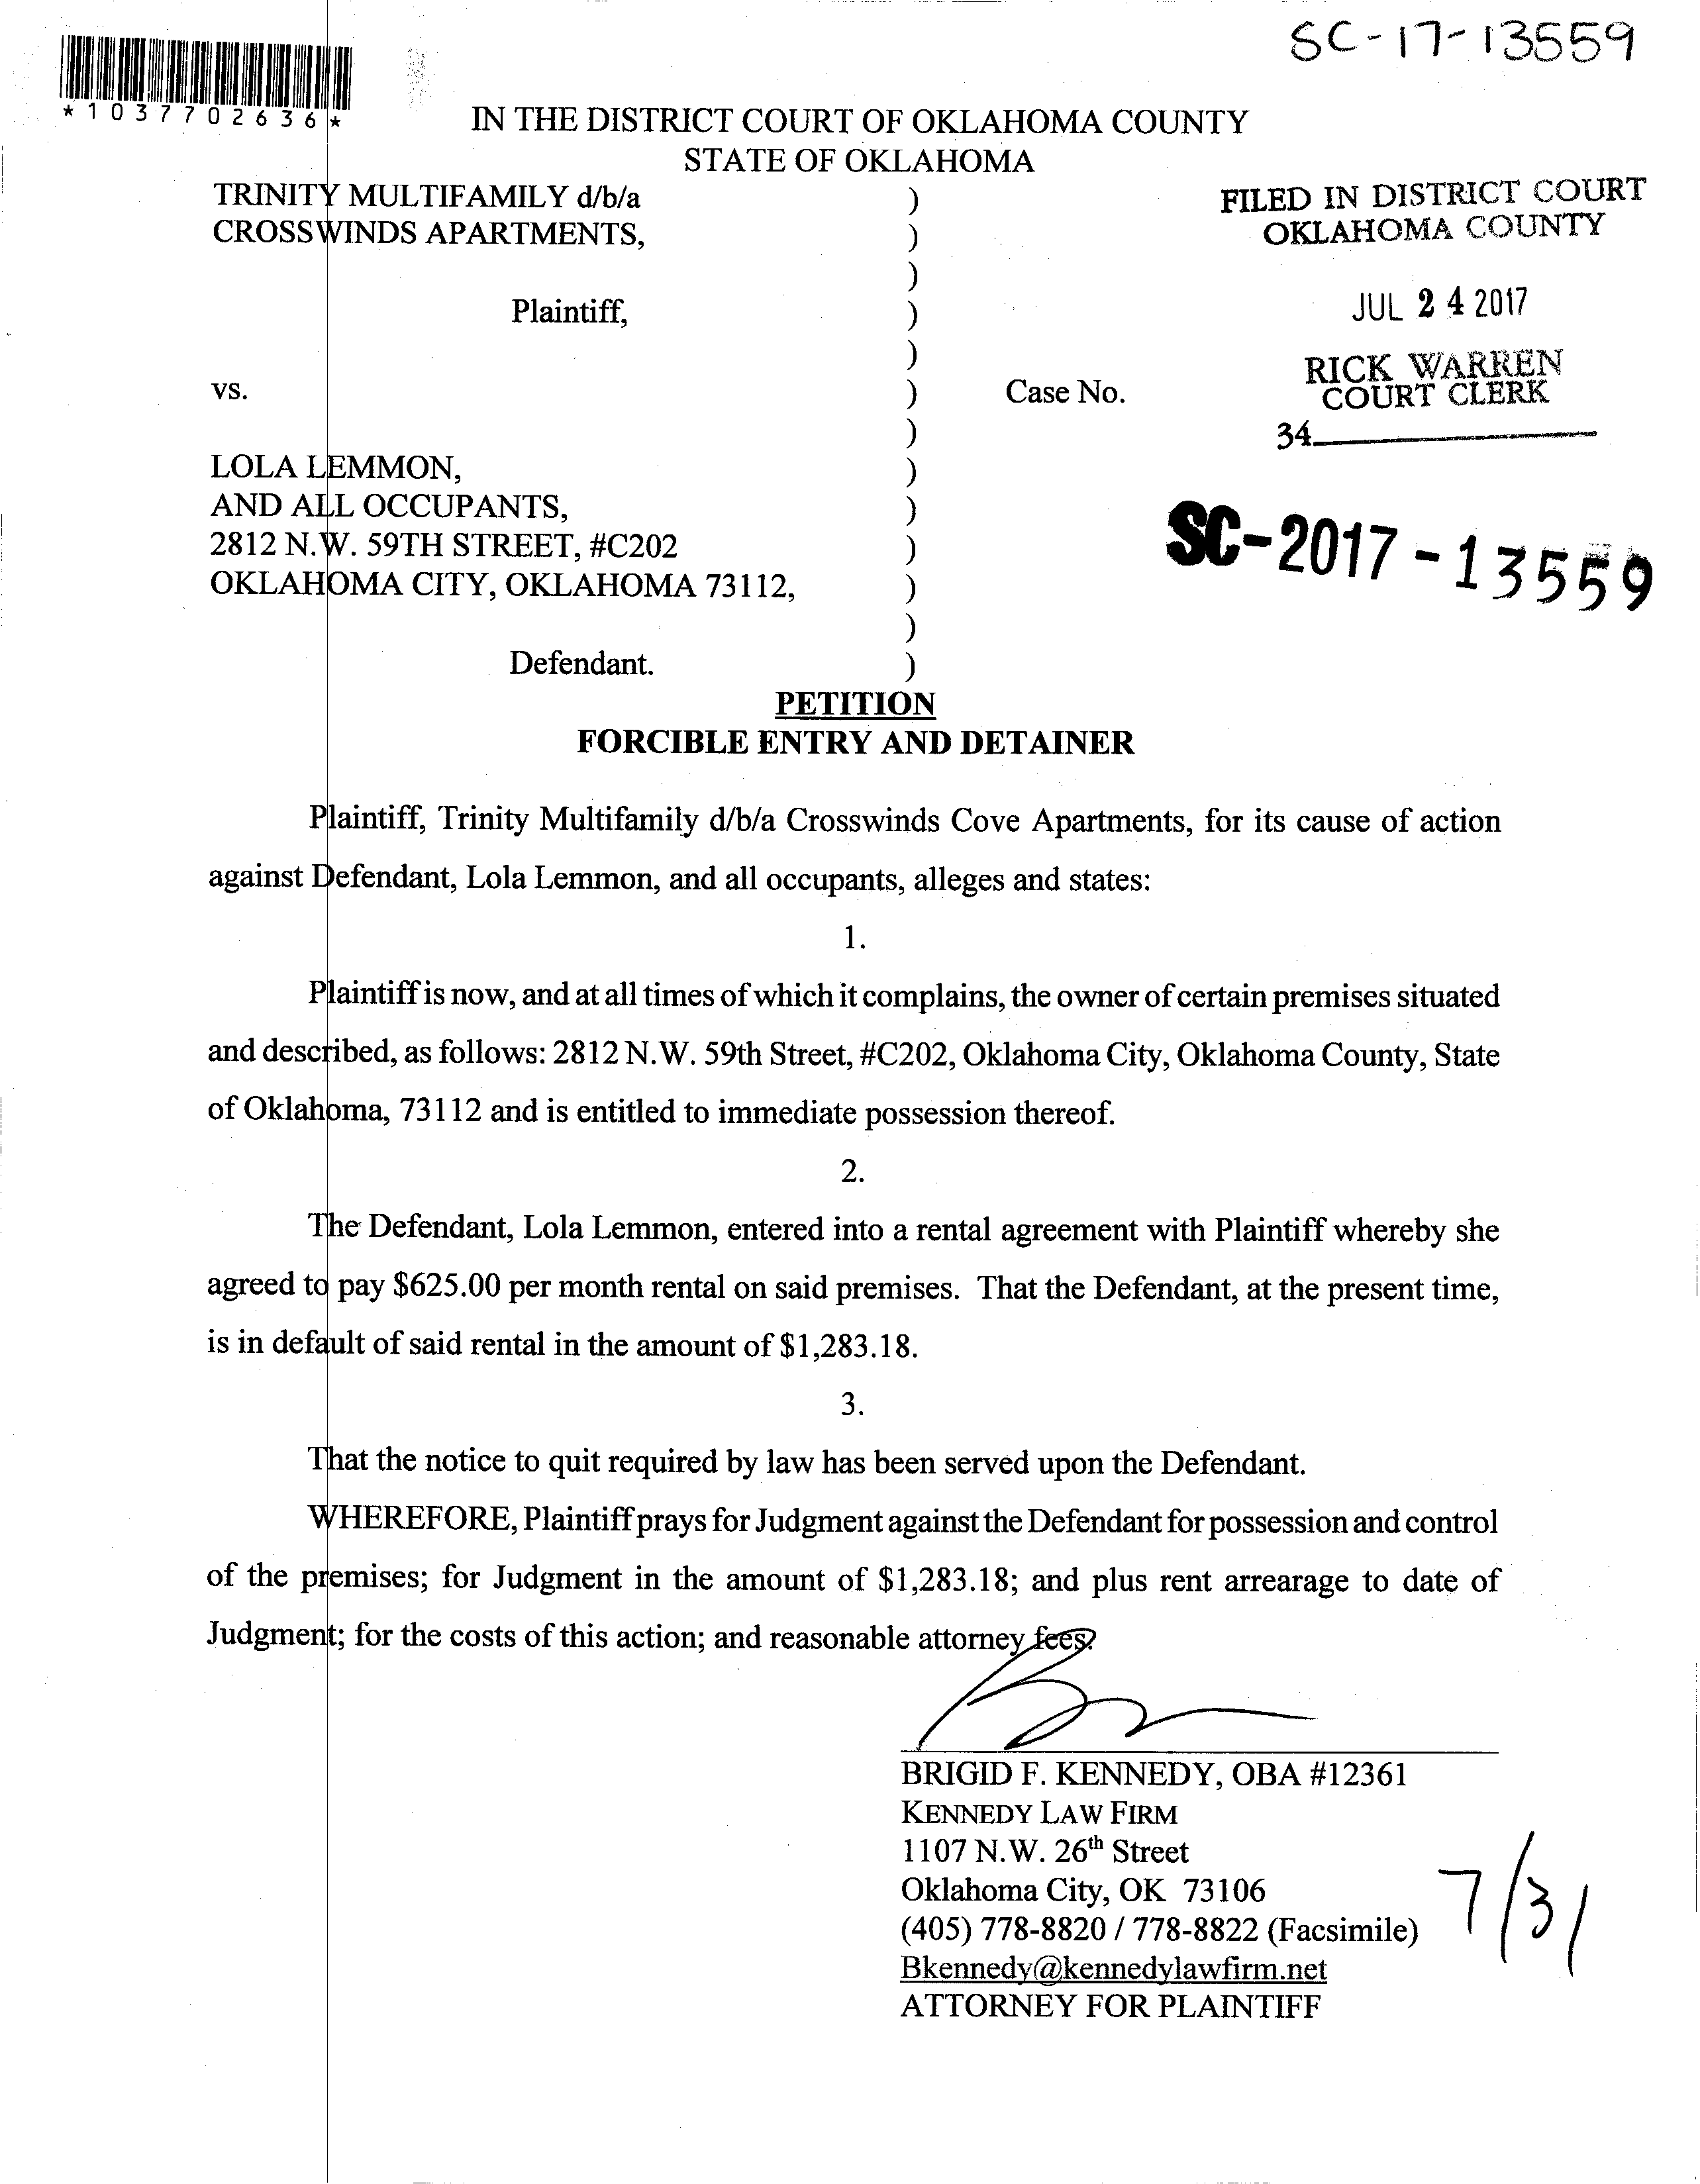 SC-17-13559
*1037702636*
IN THE DISTRICT COURT OF OKLAHOMA COUNTY
STATE OF OKLAHOMA
TRINITY MULTIFAMILY d/b/a )
CROSSWINDS APARTMENTS, )
)
Plaintiff, )
)
vs. ) Case No.
)
LOLA LEMMON, )
AND ALL OCCUPANTS, )
2812 N.W. 59TH STREET, #C202 )
OKLAHOMA CITY, OKLAHOMA 73112, )
)
Defendant. )
FILED IN DISTRICT COURT
OKLAHOMA COUNTY
JUL 24 2017
RICK WARREN
COURT CLERK
34
SC-2017-13559
PETITION
FORCIBLE ENTRY AND DETAINER
Plaintiff, Trinity Multifamily d/b/a Crosswinds Cove Apartments, for its cause of action
against Defendant, Lola Lemmon, and all occupants, alleges and states:
1.
Plaintiff is now, and at all times of which it complains, the owner of certain premises situated
and described, as follows: 2812 N.W. 59th Street, #C202, Oklahoma City, Oklahoma County, State
of Oklahoma, 73112 and is entitled to immediate possession thereof.
2.
The Defendant, Lola Lemmon, entered into a rental agreement with Plaintiff whereby she
agreed to pay $625.00 per month rental on said premises. That the Defendant, at the present time,
is in default of said rental in the amount of $1,283.18.
3.
That the notice to quit required by law has been served upon the Defendant.
WHEREFORE, Plaintiff prays for Judgment against the Defendant for possession and control
of the premises; for Judgment in the amount of $1,283.18; and plus rent arrearage to date of
Judgment; for the costs of this action; and reasonable attorney fees.
BRIGID F. KENNEDY, OBA #12361
KENNEDY LAW FIRM
1107 N.W. 26th Street
Oklahoma City, OK 73106
(405) 778-8820 / 778-8822 (Facsimile)
Bkennedy@kennedylawfirm.net
ATTORNEY FOR PLAINTIFF
7/31